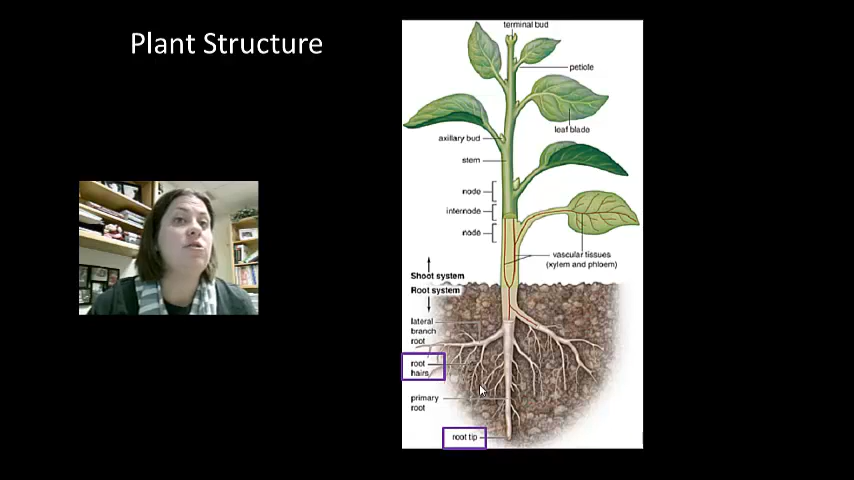 Plant Structure
terminal bud
petiole
leaf blade
axillary bud
stem
node
internode
node
vascular tissues
(xylem and phloem)
Shoot system
Root system
lateral
branch
root
root
hairs
primary
root
root tip